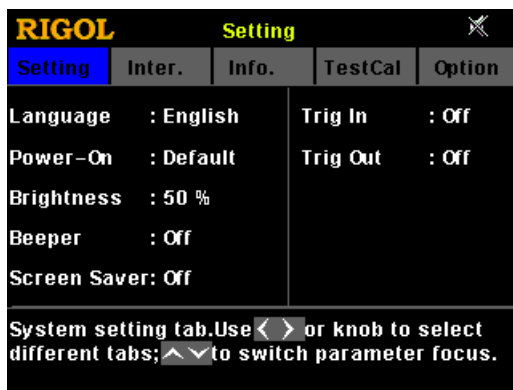 RIGOL Setting
Setting Inter. Info. TestCal Option
Language : English Trig In : Off
Power-On : Default Trig Out : Off
Brightness : 50 %
Beeper : Off
Screen Saver: Off
System setting tab.Use < > or knob to select
different tabs; to switch parameter focus.